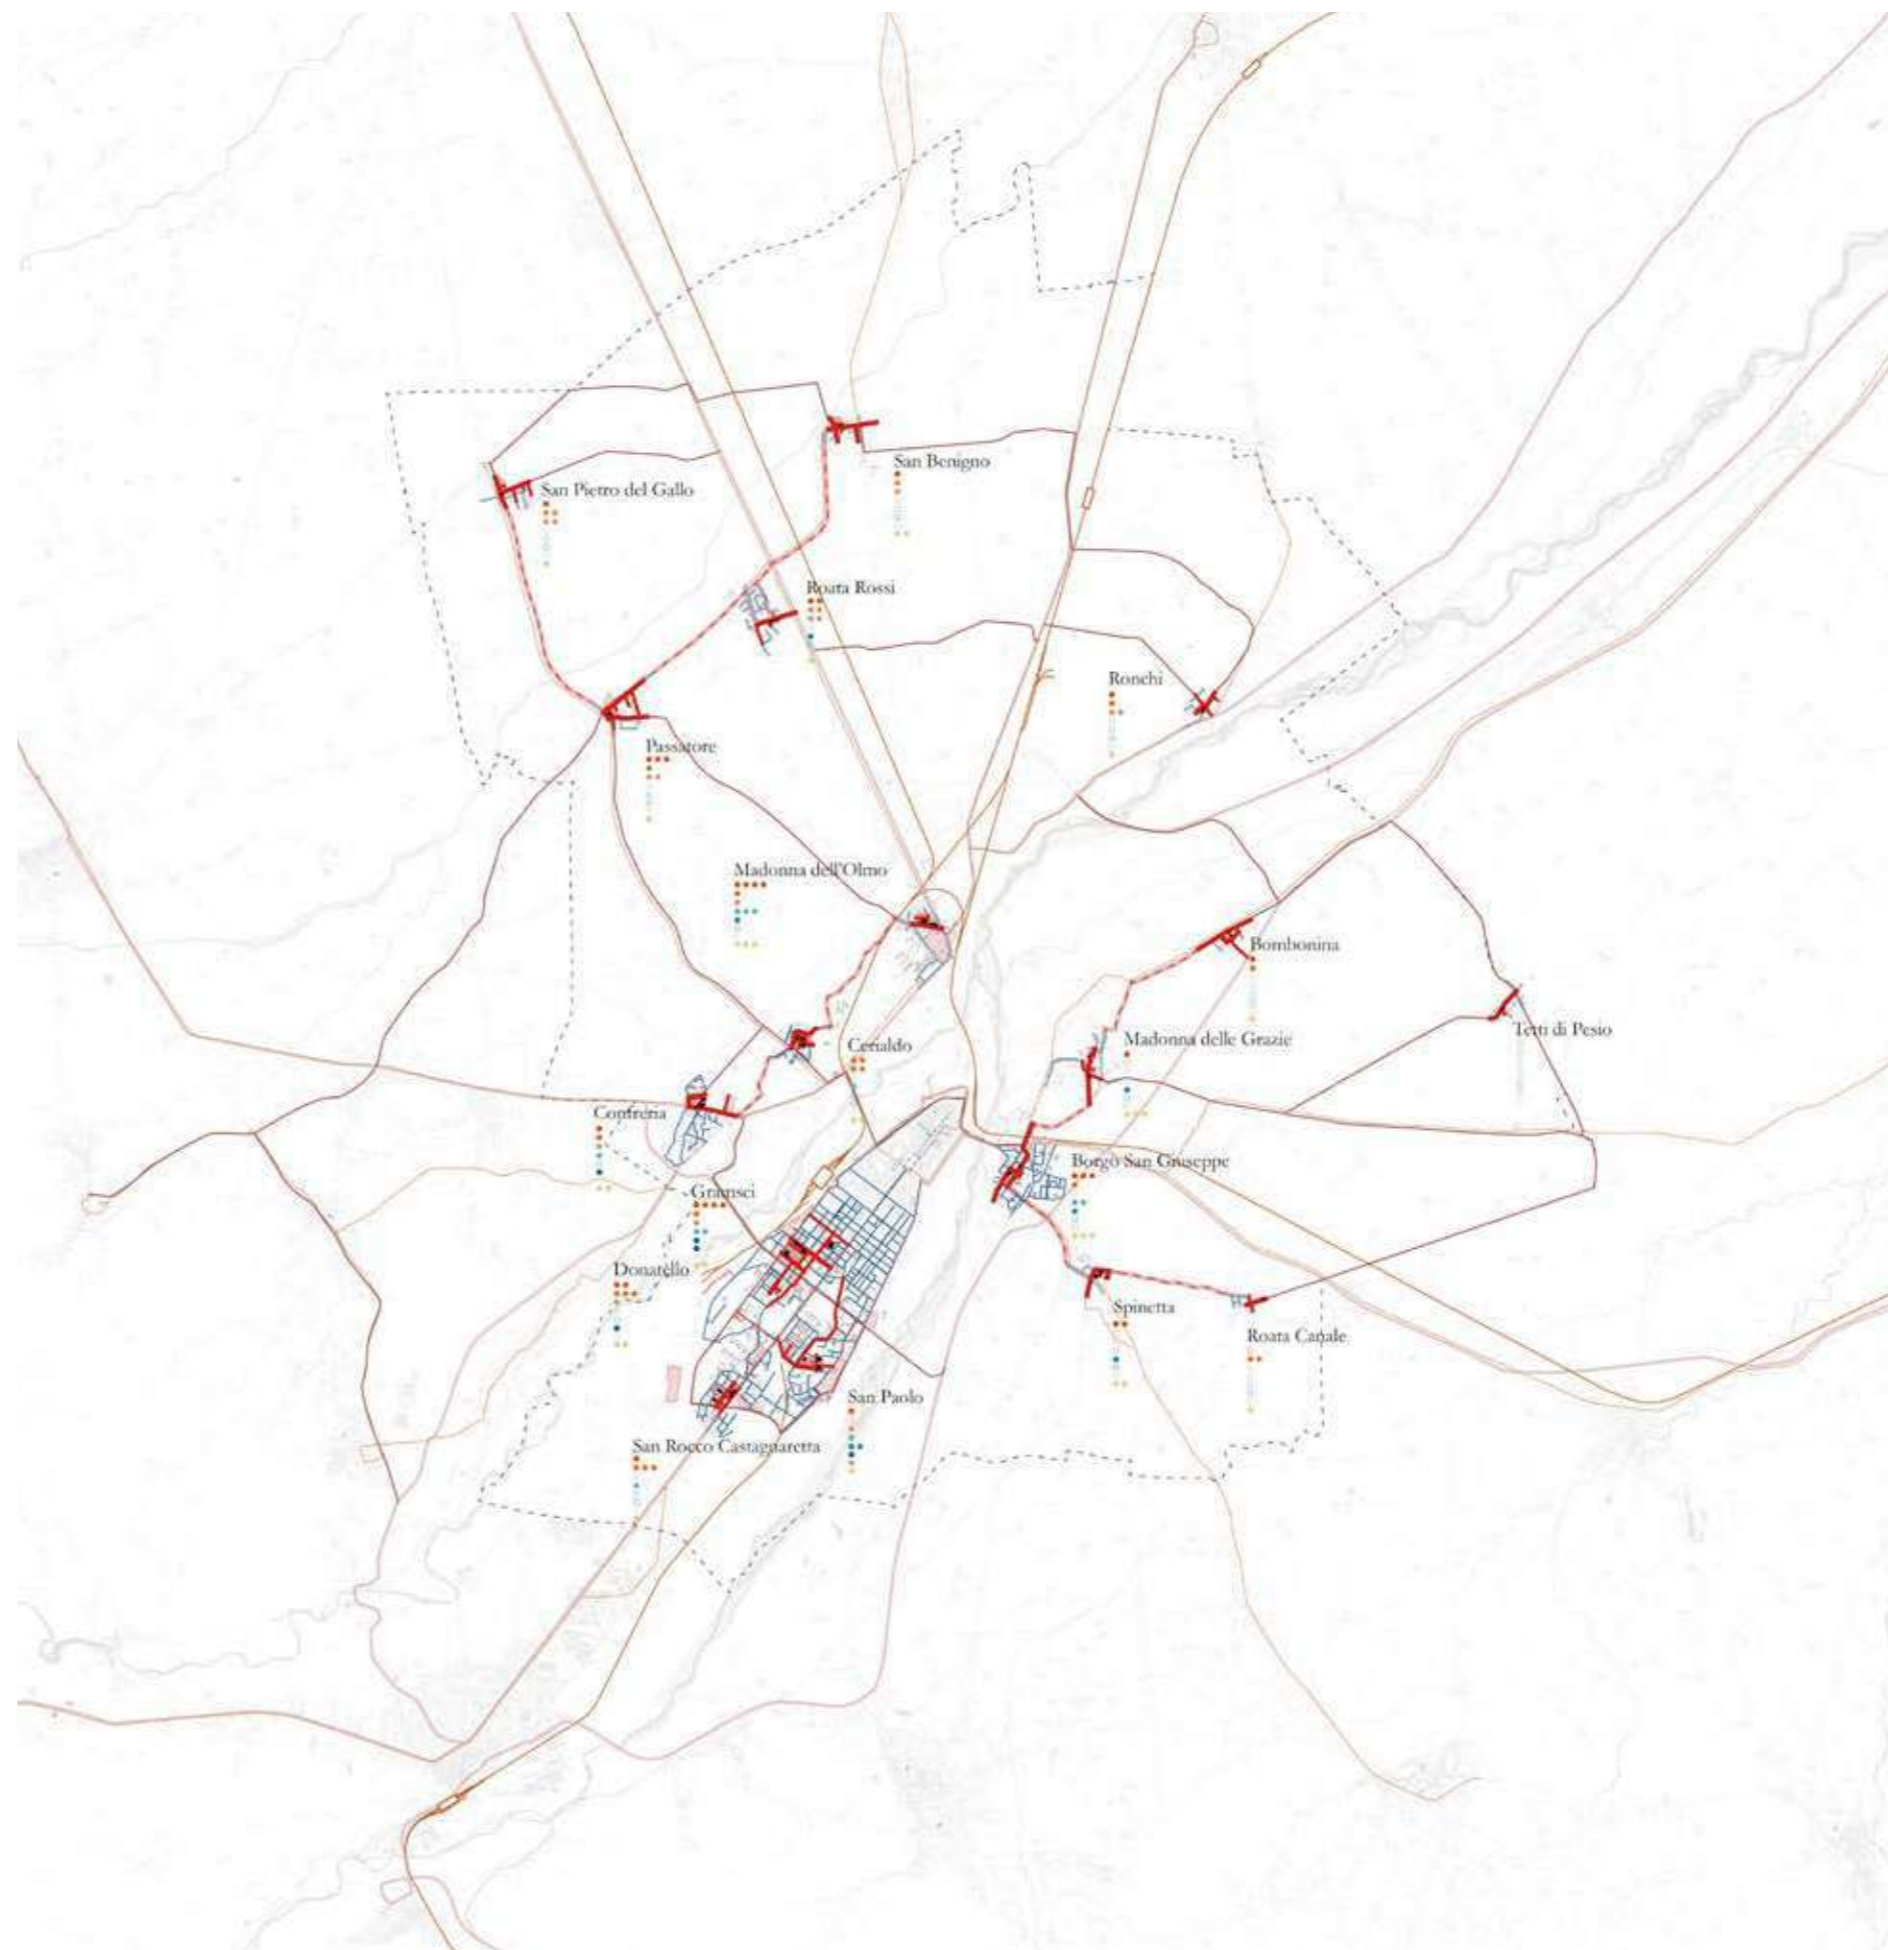 San Benigno
San Pietro del Gallo
Roata Rossi
Ronchi
Passatore
Madonna dell'Olmo
Bombonina
Tetti di Pesio
Madonna delle Grazie
Cerialdo
Confreria
Borgo San Giuseppe
Gramsci
Donatello
Spinetta
Roata Canale
San Paolo
San Rocco Castagnaretta